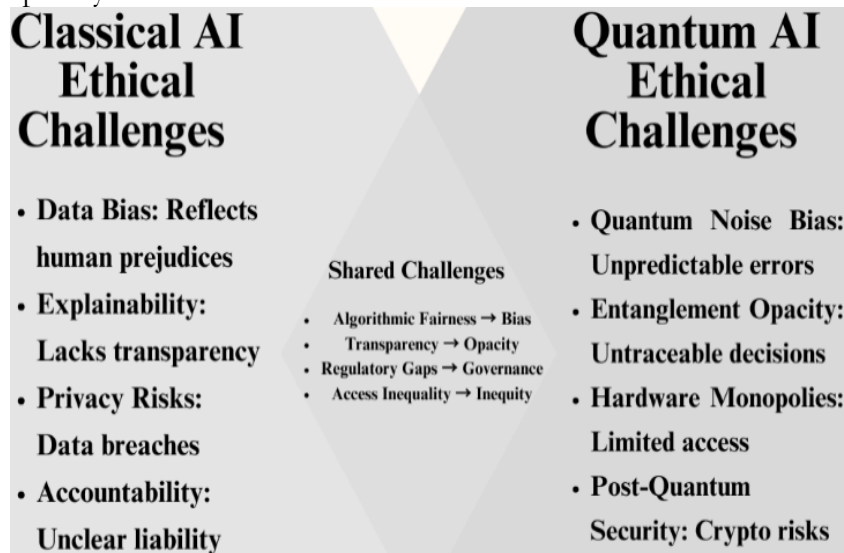 Classical AI
Ethical
Challenges
• Data Bias: Reflects
human prejudices
• Explainability:
Lacks transparency
• Privacy Risks:
Data breaches
• Accountability:
Unclear liability
Shared Challenges
• Algorithmic Fairness → Bias
• Transparency → Opacity
• Regulatory Gaps → Governance
• Access Inequality → Inequity
Quantum AI
Ethical
Challenges
• Quantum Noise Bias:
Unpredictable errors
• Entanglement Opacity:
Untraceable decisions
• Hardware Monopolies:
Limited access
• Post-Quantum
Security: Crypto risks